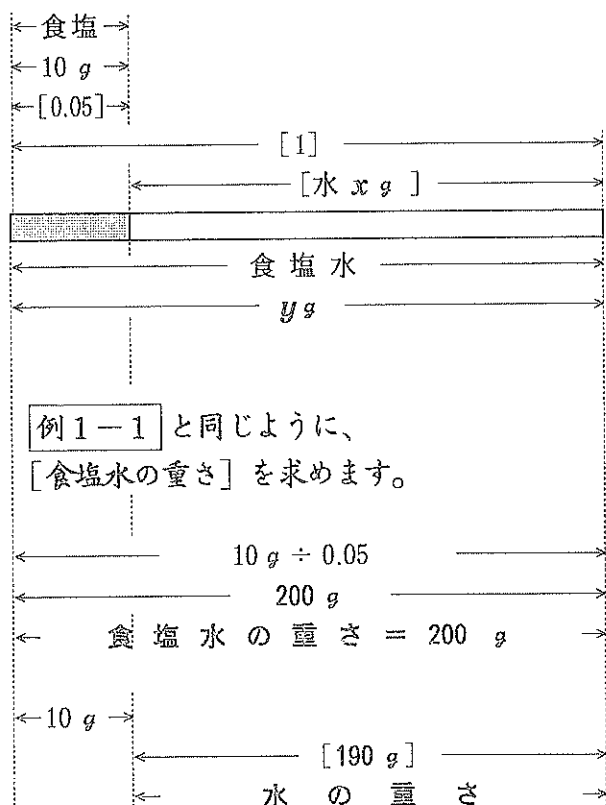 食塩
10 g
[0.05]
[1]
[水 x g ]
食 塩 水
y g
例1-1 と同じように、
[食塩水の重さ] を求めます。
10 g ÷ 0.05
200 g
食 塩 水 の 重 さ = 200 g
10 g
[190 g]
水 の 重 さ